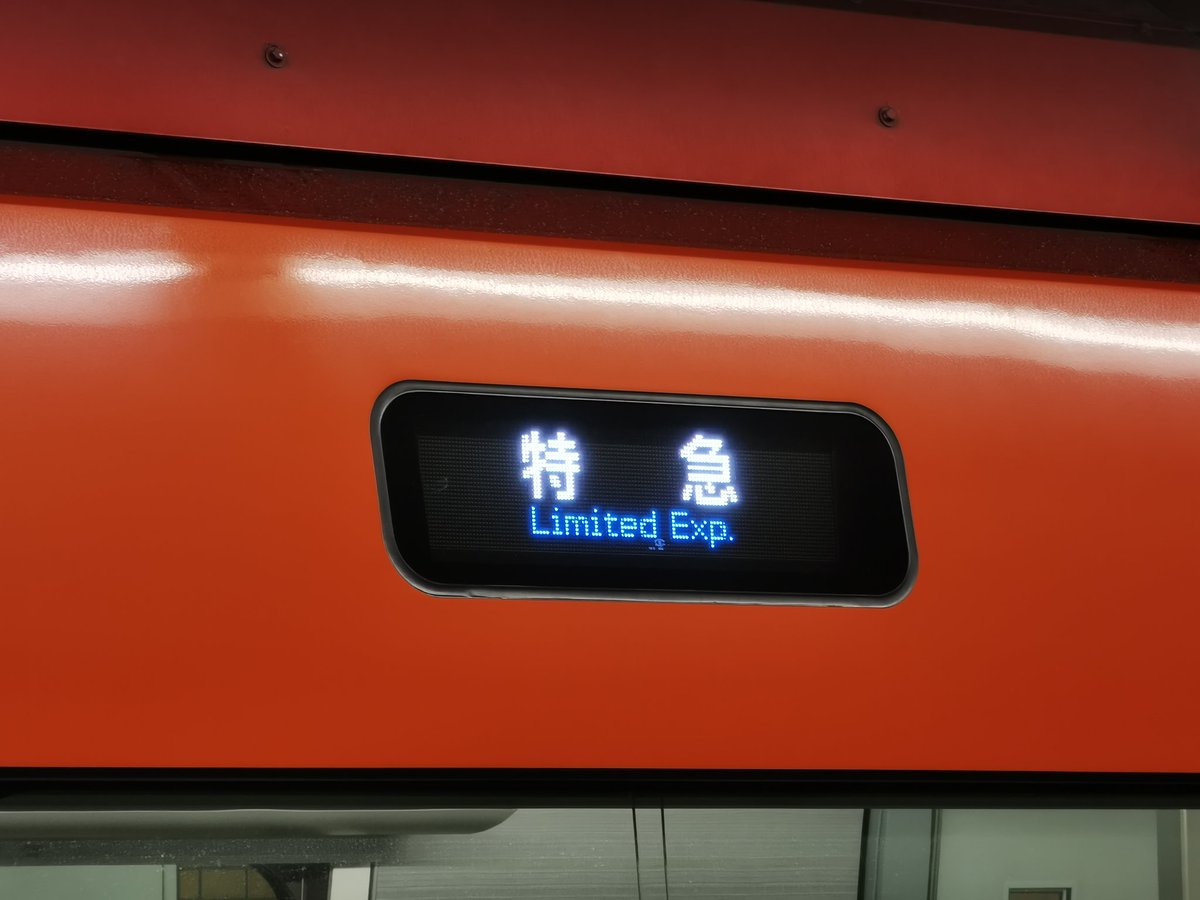 特急
Limited Exp.